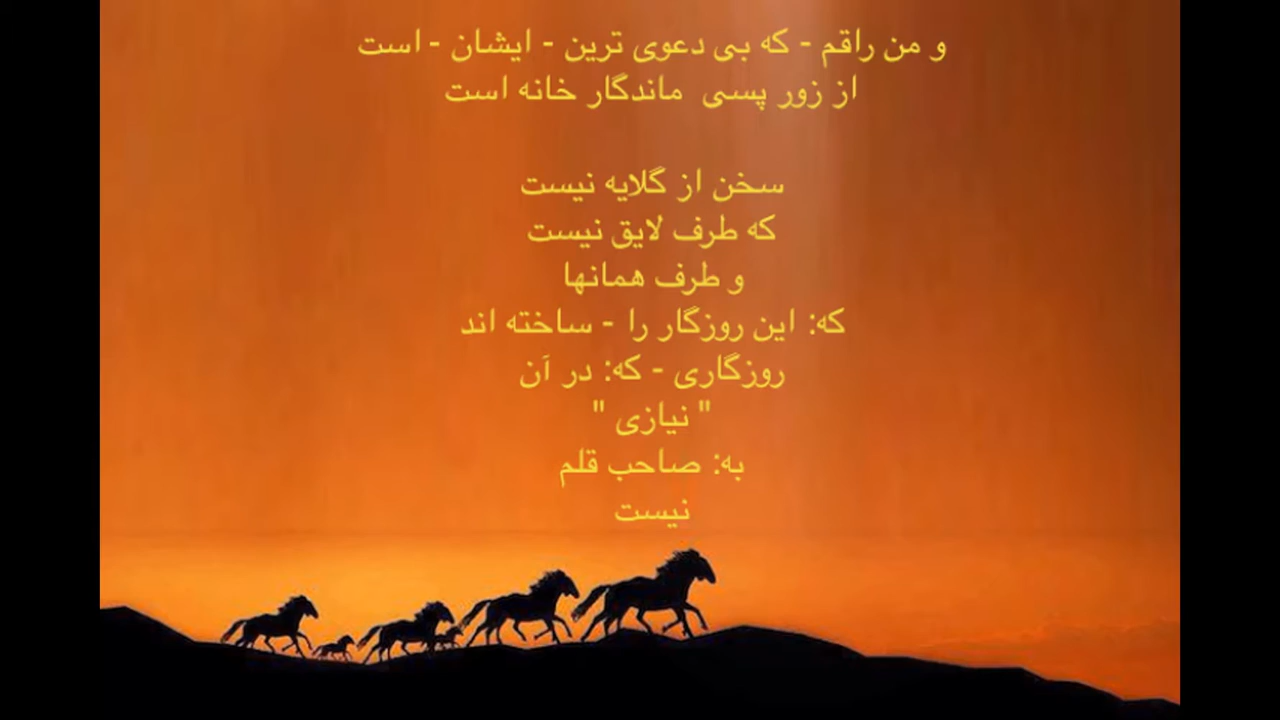 و من راقم - که بی دعوی ترین - ایشان - است
از زور پسی ماندگار خانه است
سخن از گلایه نیست
که طرف لایق نیست
و طرف همانها
که: این روزگار را - ساخته اند
روزگاری - که: در آن
" نیازی "
به: صاحب قلم
نیست